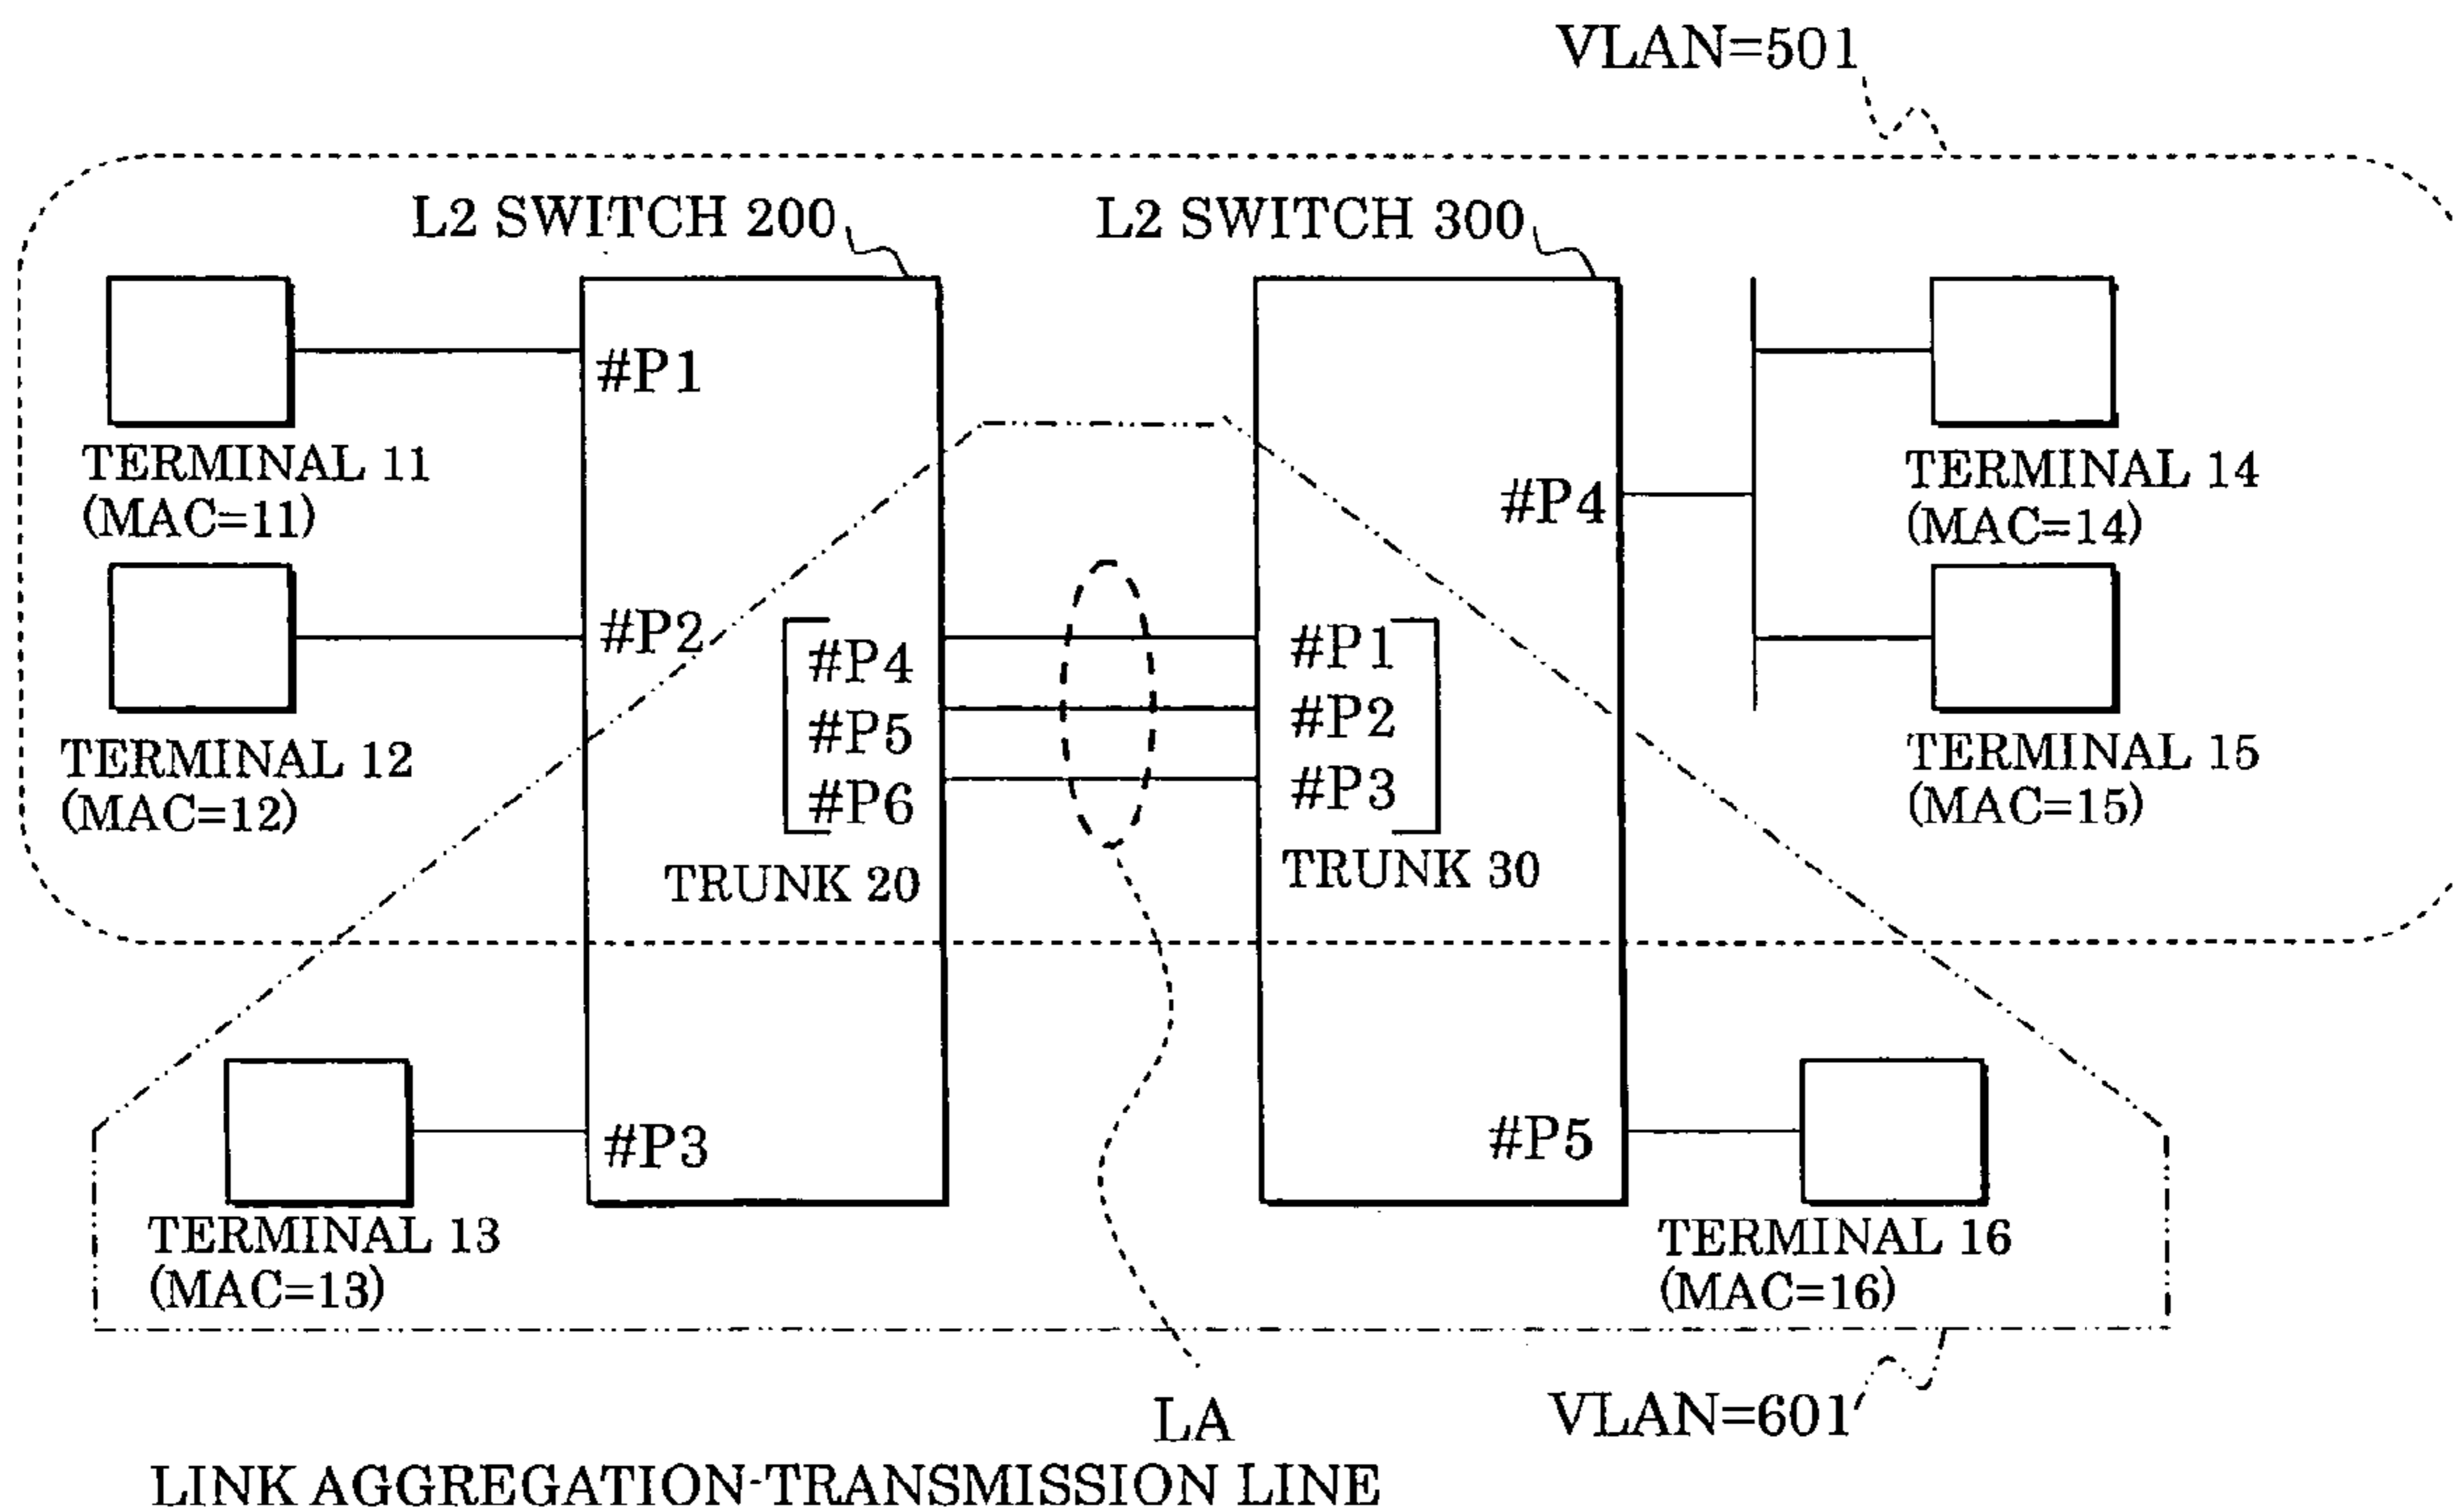 VLAN=501
L2 SWITCH 200
L2 SWITCH 300
#P1
TERMINAL 11
(MAC=11)
#P4
TERMINAL 14
(MAC=14)
#P2
#P4
#P5
#P6
TRUNK 20
#P1
#P2
#P3
TRUNK 30
TERMINAL 12
(MAC=12)
TERMINAL 15
(MAC=15)
#P3
#P5
TERMINAL 13
(MAC=13)
TERMINAL 16
(MAC=16)
LA
VLAN=601
LINK AGGREGATION-TRANSMISSION LINE